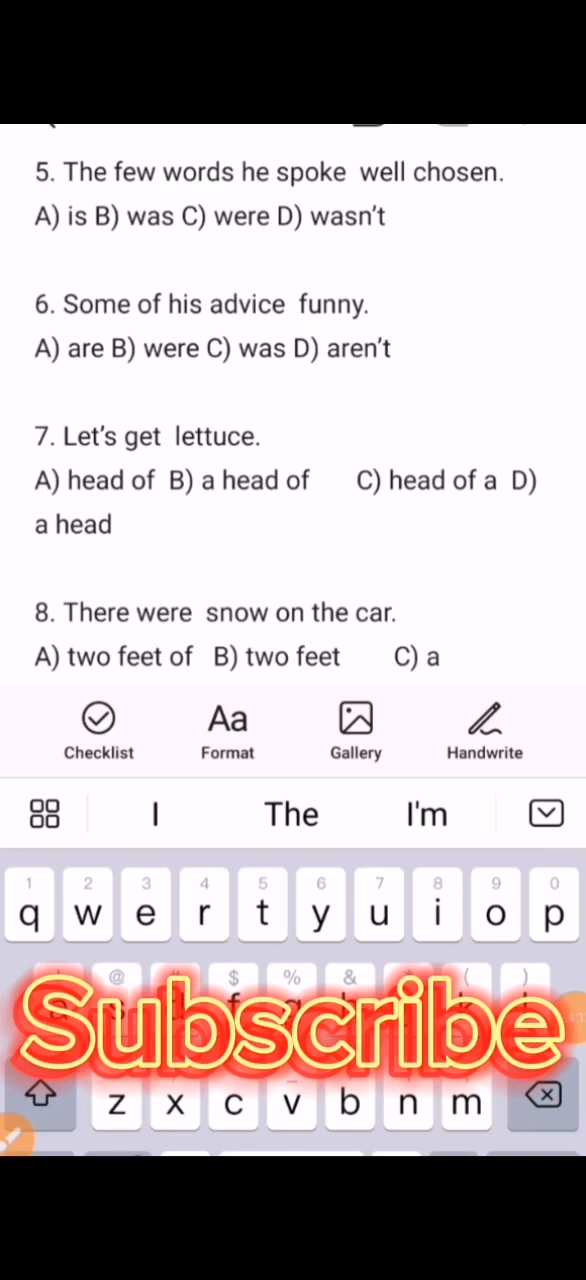 5. The few words he spoke  well chosen.
A) is B) was C) were D) wasn't
6. Some of his advice  funny.
A) are B) were C) was D) aren't
7. Let's get  lettuce.
A) head of  B) a head of      C) head of a  D)
a head
8. There were  snow on the car.
A) two feet of   B) two feet        C) a
Checklist
Aa
Format
Gallery
Handwrite
I The I'm
1 2 3 4 5 6 7 8 9 0
q w e r t y u i o p
@ $ % & ( )
Subscribe
z x c v b n m